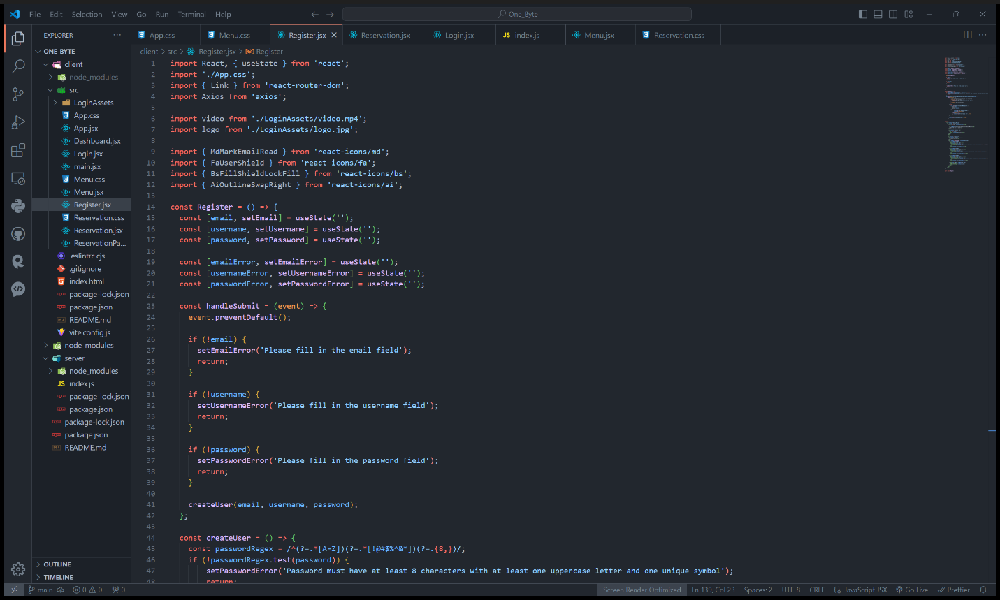 File Edit Selection View Go Run Terminal Help
One_Byte
EXPLORER
ONE_BYTE
client
node_modules
src
LoginAssets
App.css
App.jsx
Dashboard.jsx
Login.jsx
main.jsx
Menu.css
Menu.jsx
Register.jsx
Reservation.css
Reservation.jsx
ReservationPa...
.eslintrc.cjs
.gitignore
index.html
package-lock.json
package.json
README.md
vite.config.js
node_modules
server
node_modules
JS index.js
package-lock.json
package.json
package-lock.json
package.json
README.md
OUTLINE
TIMELINE
App.css Menu.css Register.jsx Reservation.jsx Login.jsx JS index.js Menu.jsx Reservation.css
client > src > Register.jsx > Register
1 import React, { useState } from 'react';
2 import './App.css';
3 import { Link } from 'react-router-dom';
4 import Axios from 'axios';
5
6 import video from './LoginAssets/video.mp4';
7 import logo from './LoginAssets/logo.jpg';
8
9 import { MdMarkEmailRead } from 'react-icons/md';
10 import { FaUserShield } from 'react-icons/fa';
11 import { BsFillShieldLockFill } from 'react-icons/bs';
12 import { AiOutlineSwapRight } from 'react-icons/ai';
13
14 const Register = () => {
15 const [email, setEmail] = useState('');
16 const [username, setUsername] = useState('');
17 const [password, setPassword] = useState('');
18
19 const [emailError, setEmailError] = useState('');
20 const [usernameError, setUsernameError] = useState('');
21 const [passwordError, setPasswordError] = useState('');
22
23 const handleSubmit = (event) => {
24 event.preventDefault();
25
26 if (!email) {
27 setEmailError('Please fill in the email field');
28 return;
29 }
30
31 if (!username) {
32 setUsernameError('Please fill in the username field');
33 return;
34 }
35
36 if (!password) {
37 setPasswordError('Please fill in the password field');
38 return;
39 }
40
41 createUser(email, username, password);
42 };
43
44 const createUser = () => {
45 const passwordRegex = /^(?=.*[A-Z])(?=.*[!@#$%^&*])(?=.{8,})/;
46 if (!passwordRegex.test(password)) {
47 setPasswordError('Password must have at least 8 characters with at least one uppercase letter and one unique symbol');
48 return;
main 0 0 0 Screen Reader Optimized Ln 139, Col 23 Spaces: 2 UTF-8 CRLF JavaScript JSX Go Live Prettier